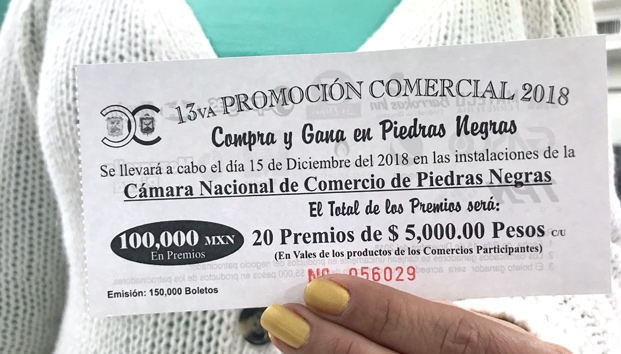 13VA PROMOCIÓN COMERCIAL 2018
Compra y Gana en Piedras Negras
Se llevará a cabo el día 15 de Diciembre del 2018 en las instalaciones de la
Cámara Nacional de Comercio de Piedras Negras
El Total de los Premios será:
100,000 MXN
En Premios
20 Premios de $ 5,000.00 Pesos C/U
(En Vales de los productos de los Comercios Participantes)
056029
Emisión: 150,000 Boletos